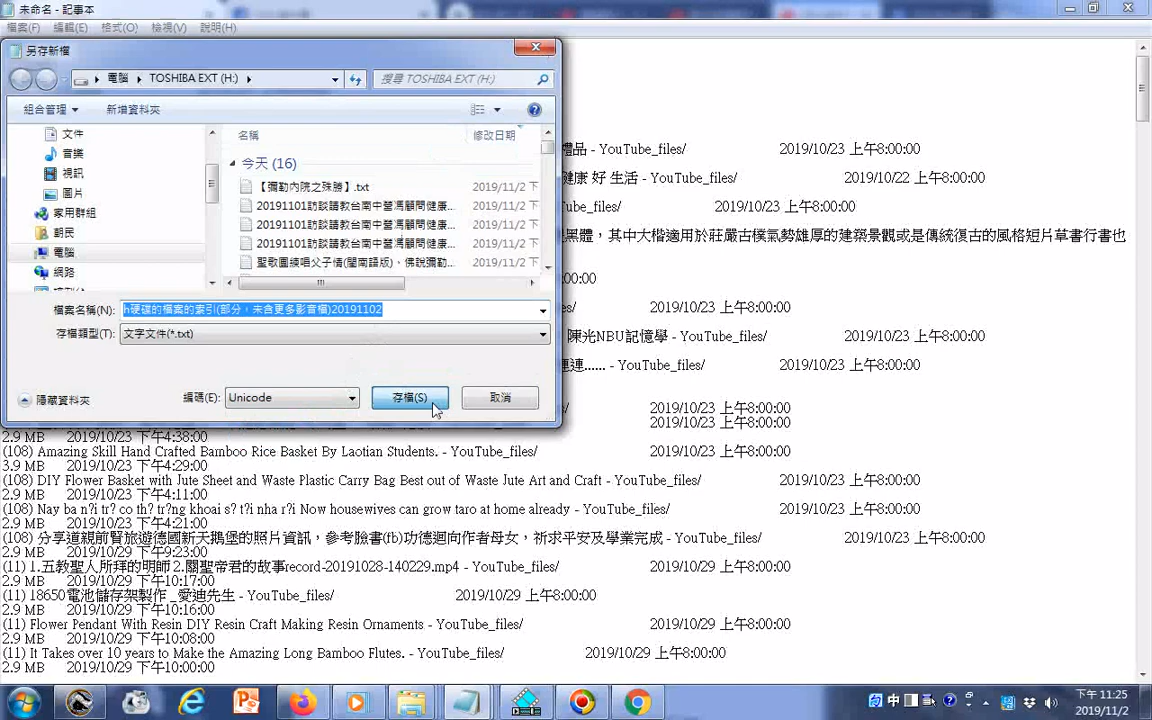 未命名 - 記事本
檔案(F) 編輯(E) 格式(O) 檢視(V) 說明(H)
另存新檔
電腦 TOSHIBA EXT (H:)
搜尋 TOSHIBA EXT (H:)
組合管理 新增資料夾
文件
音樂
視訊
圖片
家用群組
朝民
電腦
網路
名稱 修改日期
今天 (16)
【彌勒內院之殊勝】.txt 2019/11/2 下
20191101訪談請教台南中營馮顧問健康... 2019/11/2 下
20191101訪談請教台南中營馮顧問健康... 2019/11/2 下
20191101訪談請教台南中營馮顧問健康... 2019/11/2 下
聖歌團練唱父子情(閩南語版)、佛說彌勒... 2019/11/2 下
檔案名稱(N): h硬碟的檔案的索引(部分，未含更多影音檔)20191102
存檔類型(T): 文字文件(*.txt)
隱藏資料夾 編碼(E): Unicode 存檔(S) 取消
禮品 - YouTube_files/ 2019/10/23 上午8:00:00
健康 好 生活 - YouTube_files/ 2019/10/22 上午8:00:00
ube_files/ 2019/10/23 上午8:00:00
黑體，其中大楷適用於莊嚴古樸氣勢雄厚的建築景觀或是傳統復古的風格短片草書行書也
00:00
陳光NBU記憶學 - YouTube_files/ 2019/10/23 上午8:00:00
連...... - YouTube_files/ 2019/10/23 上午8:00:00
s/ 2019/10/23 上午8:00:00
2019/10/23 上午8:00:00
2.9 MB 2019/10/23 下午4:38:00
(108) Amazing Skill Hand Crafted Bamboo Rice Basket By Laotian Students. - YouTube_files/ 2019/10/23 上午8:00:00
3.9 MB 2019/10/23 下午4:29:00
(108) DIY Flower Basket with Jute Sheet and Waste Plastic Carry Bag Best out of Waste Jute Art and Craft - YouTube_files/ 2019/10/23 上午8:00:00
2.9 MB 2019/10/23 下午4:11:00
(108) Nay ba n?i tr? co th? tr?ng khoai s? t?i nha r?i Now housewives can grow taro at home already - YouTube_files/ 2019/10/23 上午8:00:00
2.9 MB 2019/10/23 下午4:21:00
(108) 分享道親前賢旅遊德國新天鵝堡的照片資訊，參考臉書(fb)功德迴向作者母女，祈求平安及學業完成 - YouTube_files/ 2019/10/23 上午8:00:00
2.9 MB 2019/10/23 下午9:23:00
(11) 1.五教聖人所拜的明師 2.關聖帝君的故事record-20191028-140229.mp4 - YouTube_files/ 2019/10/29 上午8:00:00
2.9 MB 2019/10/29 下午10:17:00
(11) 18650電池儲存架製作 _愛迪先生 - YouTube_files/ 2019/10/29 上午8:00:00
2.9 MB 2019/10/29 下午10:16:00
(11) Flower Pendant With Resin DIY Resin Craft Making Resin Ornaments - YouTube_files/ 2019/10/29 上午8:00:00
2.9 MB 2019/10/29 下午10:08:00
(11) It Takes over 10 years to Make the Amazing Long Bamboo Flutes. - YouTube_files/ 2019/10/29 上午8:00:00
2.9 MB 2019/10/29 下午10:00:00
中
下午 11:25
2019/11/2